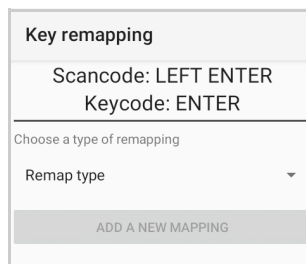 Key remapping
Scancode: LEFT ENTER
Keycode: ENTER
Choose a type of remapping
Remap type
ADD A NEW MAPPING